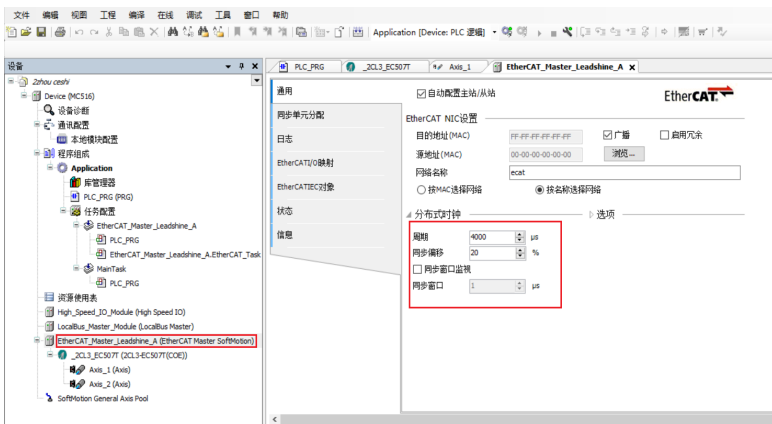 文件 编辑 视图 工程 编译 在线 调试 工具 窗口 帮助
Application [Device: PLC 逻辑]
设备
PLC_PRG
_2CL3_EC507T
Axis_1
EtherCAT_Master_Leadshine_A
2zhou ceshi
Device (MC516)
设备诊断
通讯配置
本地模块配置
程序组成
Application
库管理器
PLC_PRG (PRG)
任务配置
EtherCAT_Master_Leadshine_A
PLC_PRG
EtherCAT_Master_Leadshine_A.EtherCAT_Task
MainTask
PLC_PRG
资源使用表
High_Speed_IO_Module (High Speed IO)
LocalBus_Master_Module (LocalBus Master)
EtherCAT_Master_Leadshine_A (EtherCAT Master SoftMotion)
_2CL3_EC507T (2CL3-EC507T(COE))
Axis_1 (Axis)
Axis_2 (Axis)
SoftMotion General Axis Pool
通用
同步单元分配
日志
EtherCATI/O映射
EtherCATIEC对象
状态
信息
自动配置主站/从站
EtherCAT
EtherCAT NIC设置
目的地址(MAC) FF-FF-FF-FF-FF-FF 广播 启用冗余
源地址(MAC) 00-00-00-00-00-00 浏览...
网络名称 ecat
按MAC选择网络 按名称选择网络
分布式时钟 选项
周期 4000 µs
同步偏移 20 %
同步窗口监视
同步窗口 1 µs